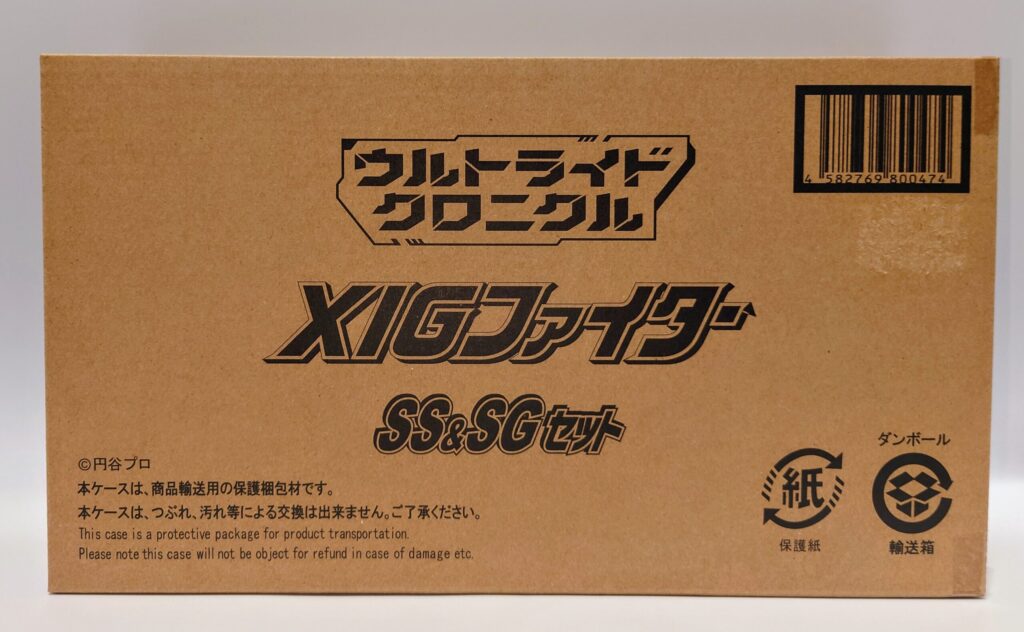 4 582769 800474
ウルトライド
クロニクル
XIGファイター
SS&SGセット
©円谷プロ
本ケースは、商品輸送用の保護梱包材です。
本ケースは、つぶれ、汚れ等による交換は出来ません。ご了承ください。
This case is a protective package for product transportation.
Please note this case will not be object for refund in case of damage etc.
紙
保護紙
ダンボール
輸送箱